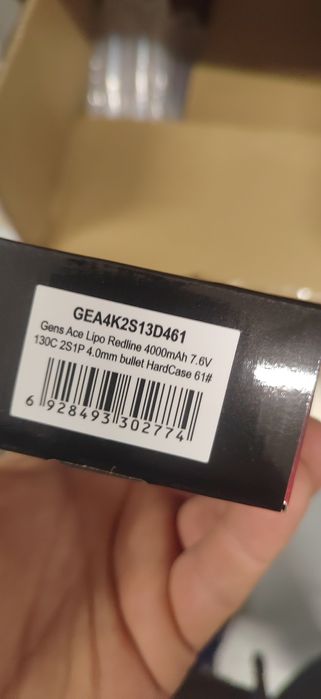 GEA4K2S13D461
Gens Ace Lipo Redline 4000mAh 7.6V
130C 2S1P 4.0mm bullet HardCase 61#
6 928493 302774